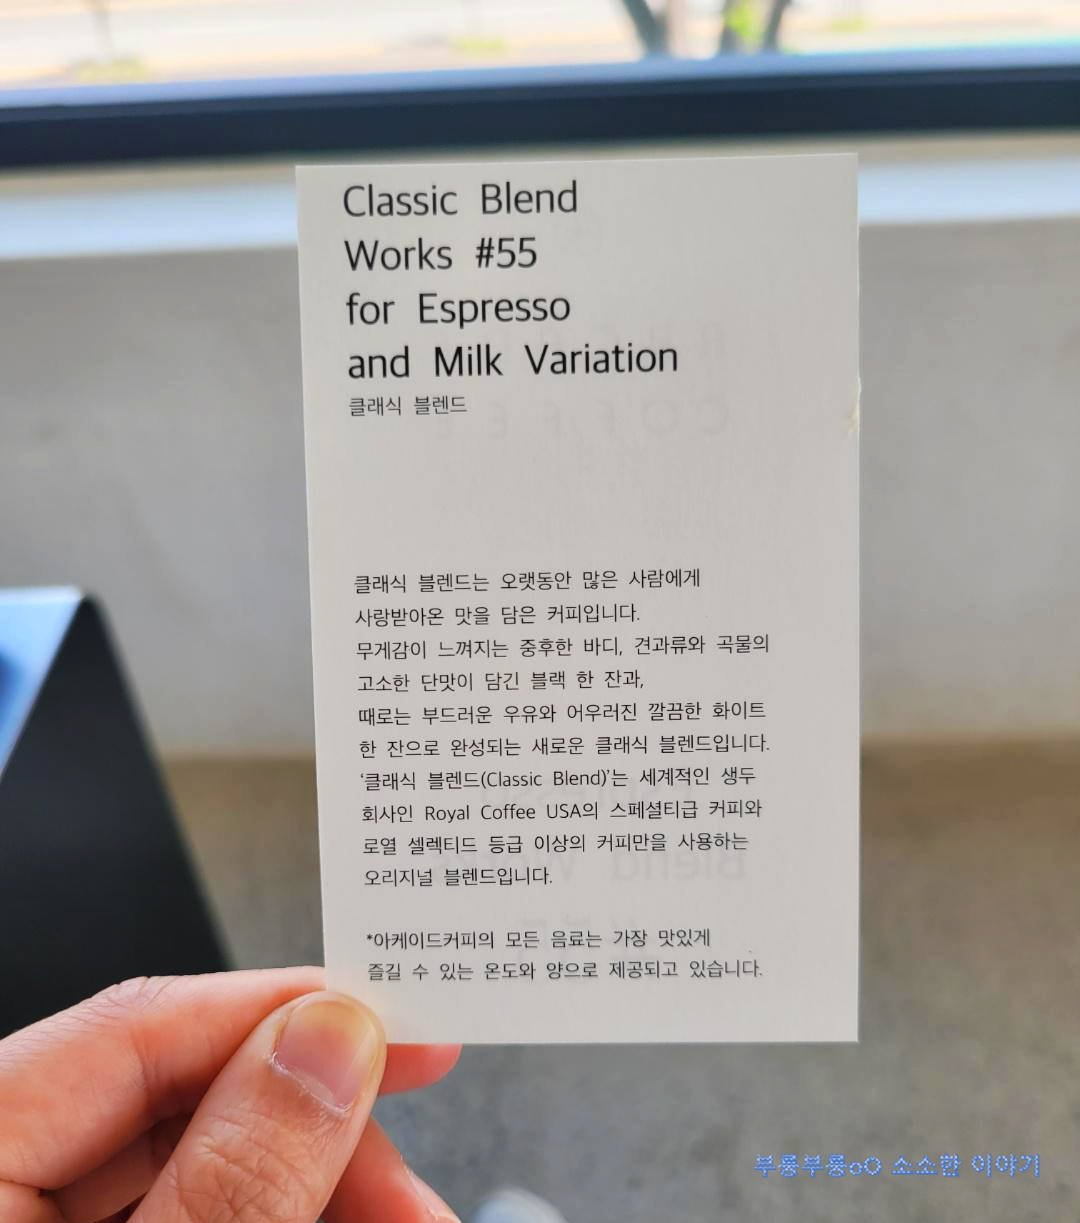 Classic Blend
Works #55
for Espresso
and Milk Variation
클래식 블렌드
클래식 블렌드는 오랫동안 많은 사람에게
사랑받아온 맛을 담은 커피입니다.
무게감이 느껴지는 중후한 바디, 견과류와 곡물의
고소한 단맛이 담긴 블랙 한 잔과,
때로는 부드러운 우유와 어우러진 깔끔한 화이트
한 잔으로 완성되는 새로운 클래식 블렌드입니다.
‘클래식 블렌드(Classic Blend)’는 세계적인 생두
회사인 Royal Coffee USA의 스페셜티급 커피와
로열 셀렉티드 등급 이상의 커피만을 사용하는
오리지널 블렌드입니다.
*아케이드커피의 모든 음료는 가장 맛있게
즐길 수 있는 온도와 양으로 제공되고 있습니다.
부룡부룡oO 소소한 이야기